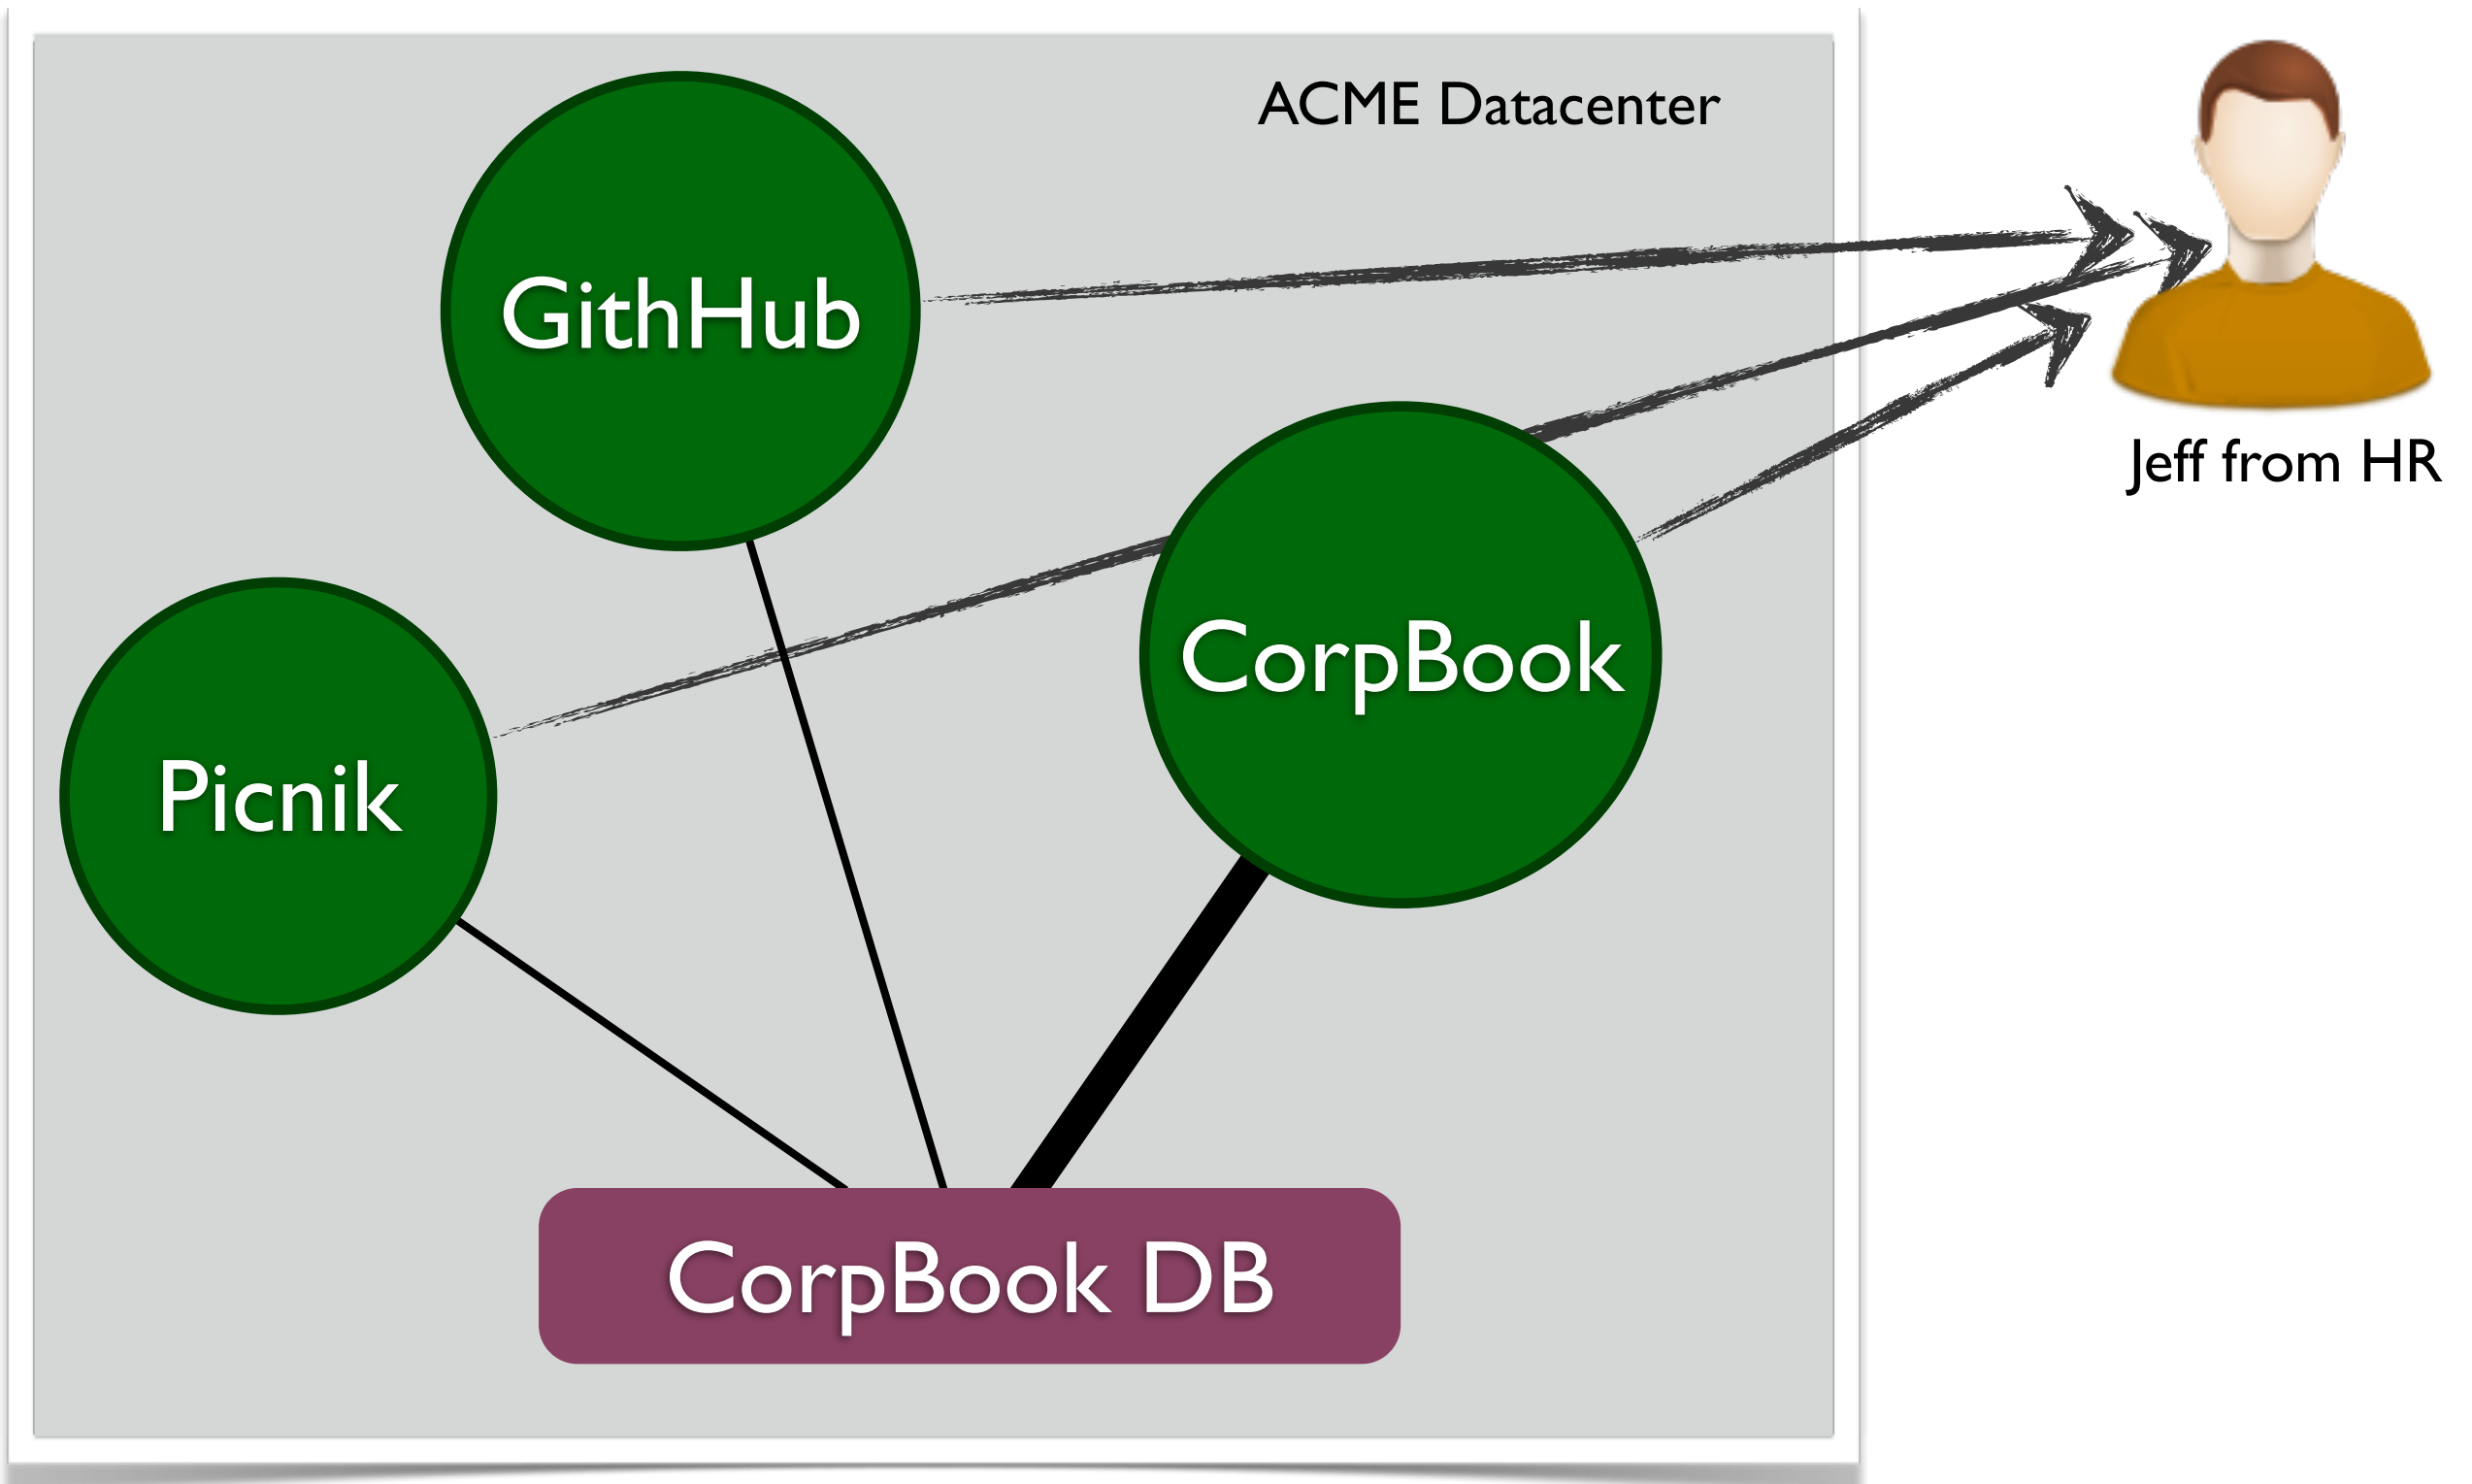 ACME Datacenter
GithHub
Jeff from HR
CorpBook
Picnik
CorpBook DB